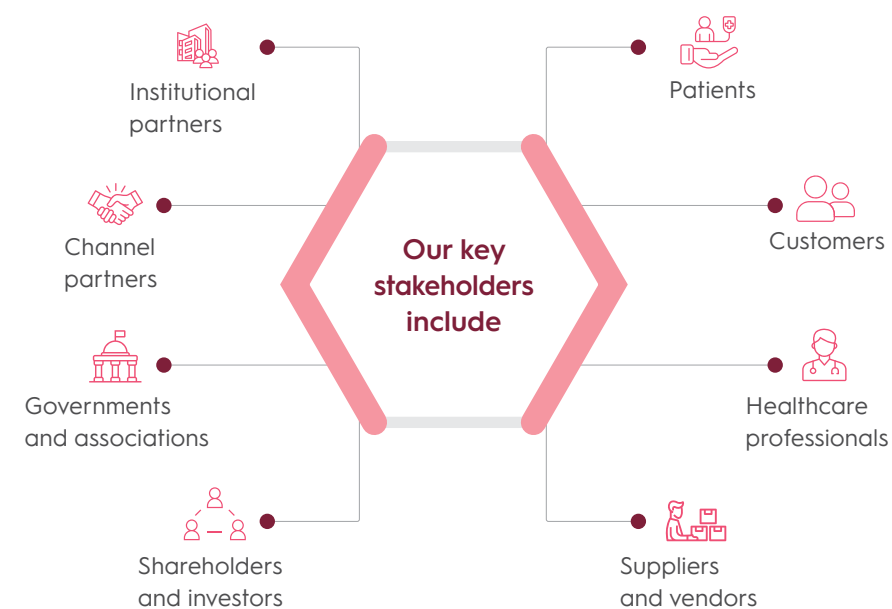 Institutional
partners
Patients
Channel
partners
Customers
Our key
stakeholders
include
Governments
and associations
Healthcare
professionals
Shareholders
and investors
Suppliers
and vendors